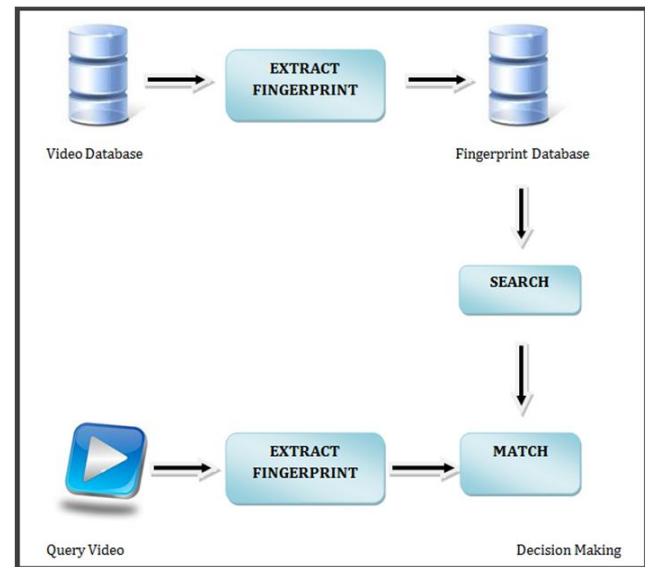 EXTRACT
FINGERPRINT
Video Database
Fingerprint Database
SEARCH
EXTRACT
FINGERPRINT
MATCH
Query Video
Decision Making